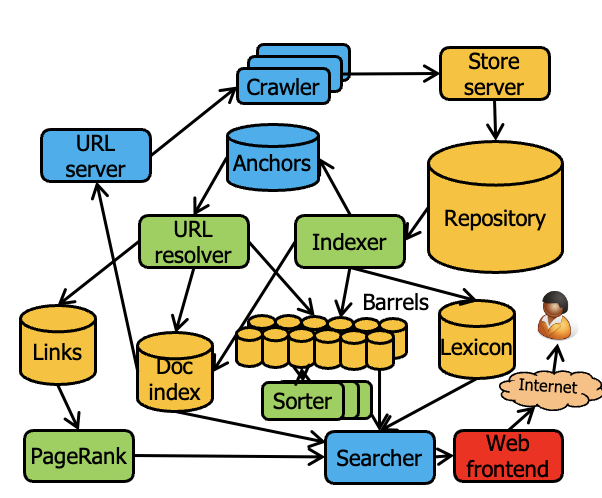 Store
server
Crawler
URL
server
Anchors
Repository
URL
resolver
Indexer
Barrels
Links
Doc
index
Lexicon
Internet
Sorter
PageRank
Searcher
Web
frontend